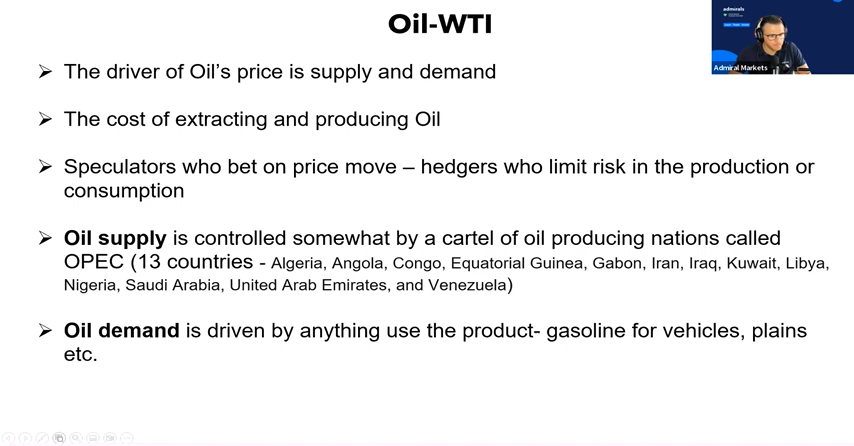 Oil-WTI
admirals
Admiral Markets
➢ The driver of Oil's price is supply and demand
➢ The cost of extracting and producing Oil
➢ Speculators who bet on price move – hedgers who limit risk in the production or
consumption
➢ Oil supply is controlled somewhat by a cartel of oil producing nations called
OPEC (13 countries - Algeria, Angola, Congo, Equatorial Guinea, Gabon, Iran, Iraq, Kuwait, Libya,
Nigeria, Saudi Arabia, United Arab Emirates, and Venezuela)
➢ Oil demand is driven by anything use the product- gasoline for vehicles, plains
etc.